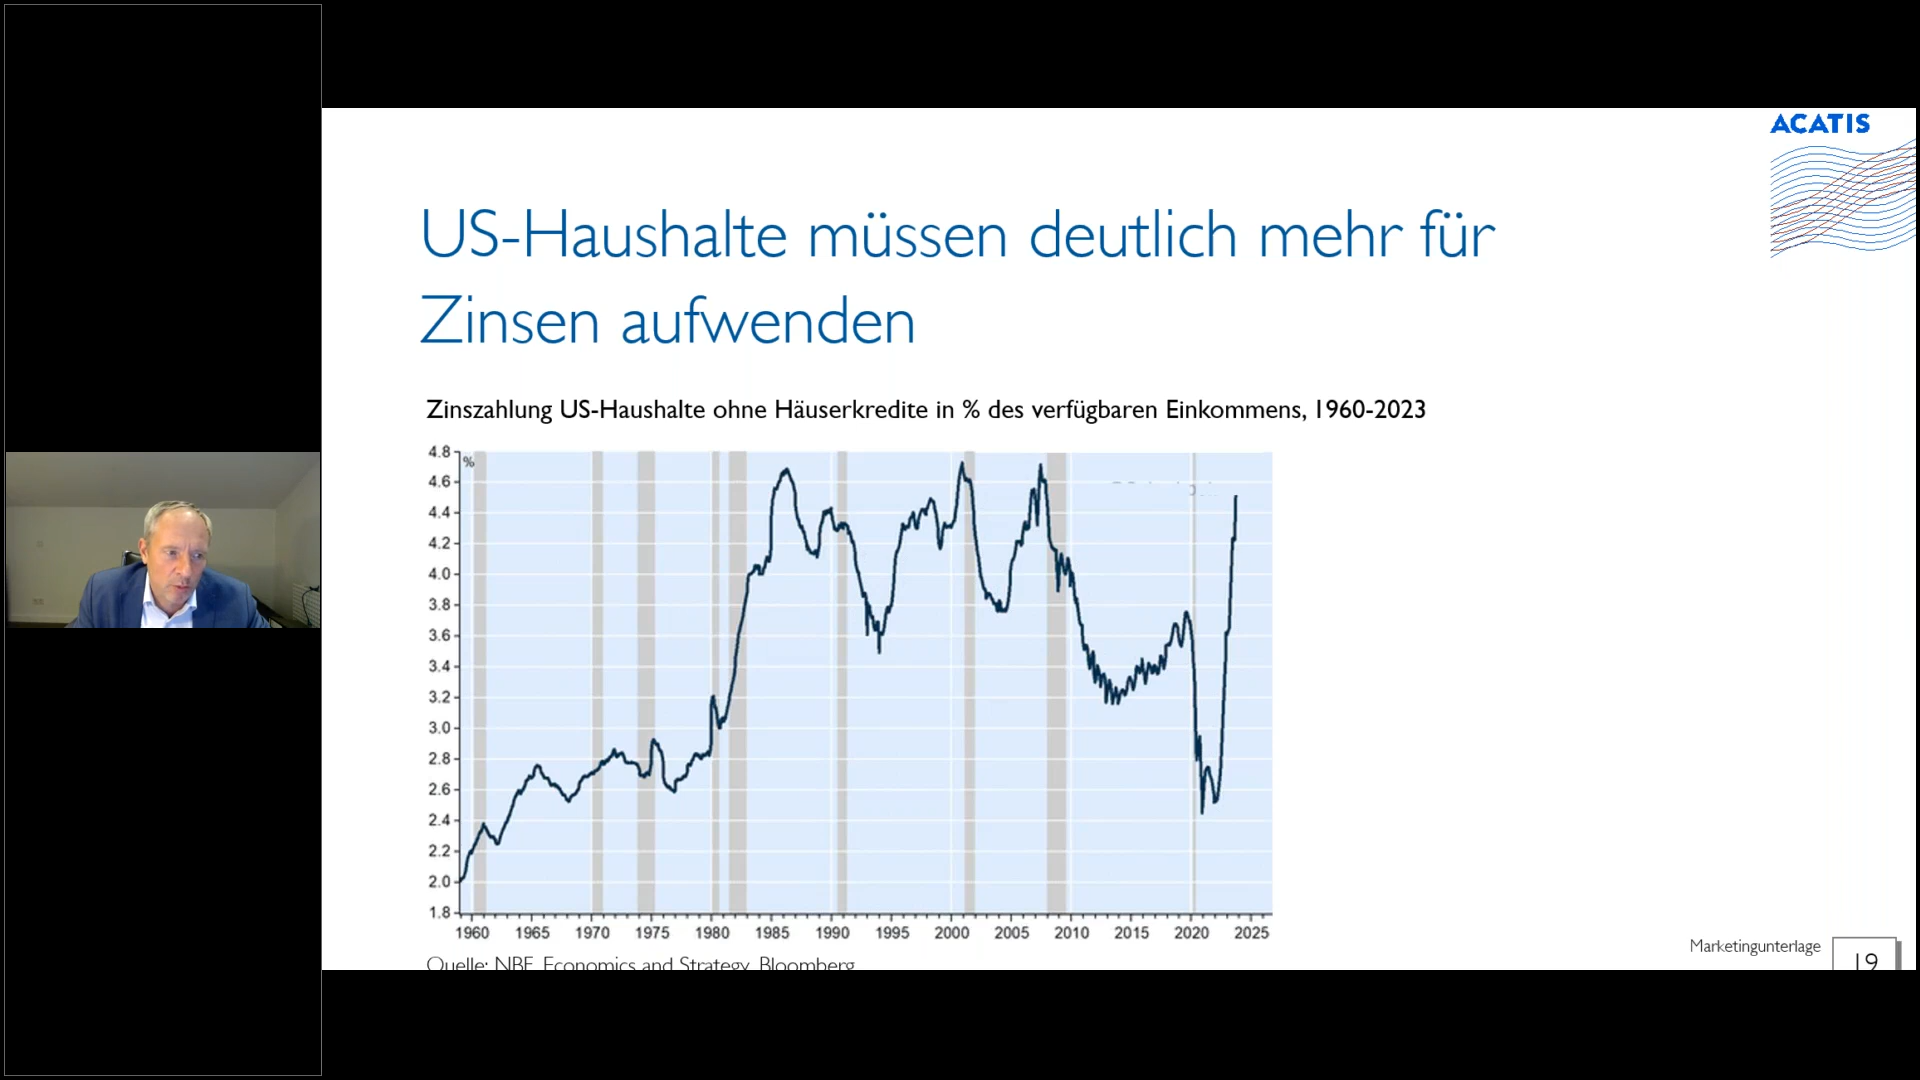 ACATIS
US-Haushalte müssen deutlich mehr für
Zinsen aufwenden
Zinszahlung US-Haushalte ohne Häuserkredite in % des verfügbaren Einkommens, 1960-2023
%
4.8
4.6
4.4
4.2
4.0
3.8
3.6
3.4
3.2
3.0
2.8
2.6
2.4
2.2
2.0
1.8
1960 1965 1970 1975 1980 1985 1990 1995 2000 2005 2010 2015 2020 2025
Quelle: NBF, Economics and Strategy, Bloomberg
Marketingunterlage
19